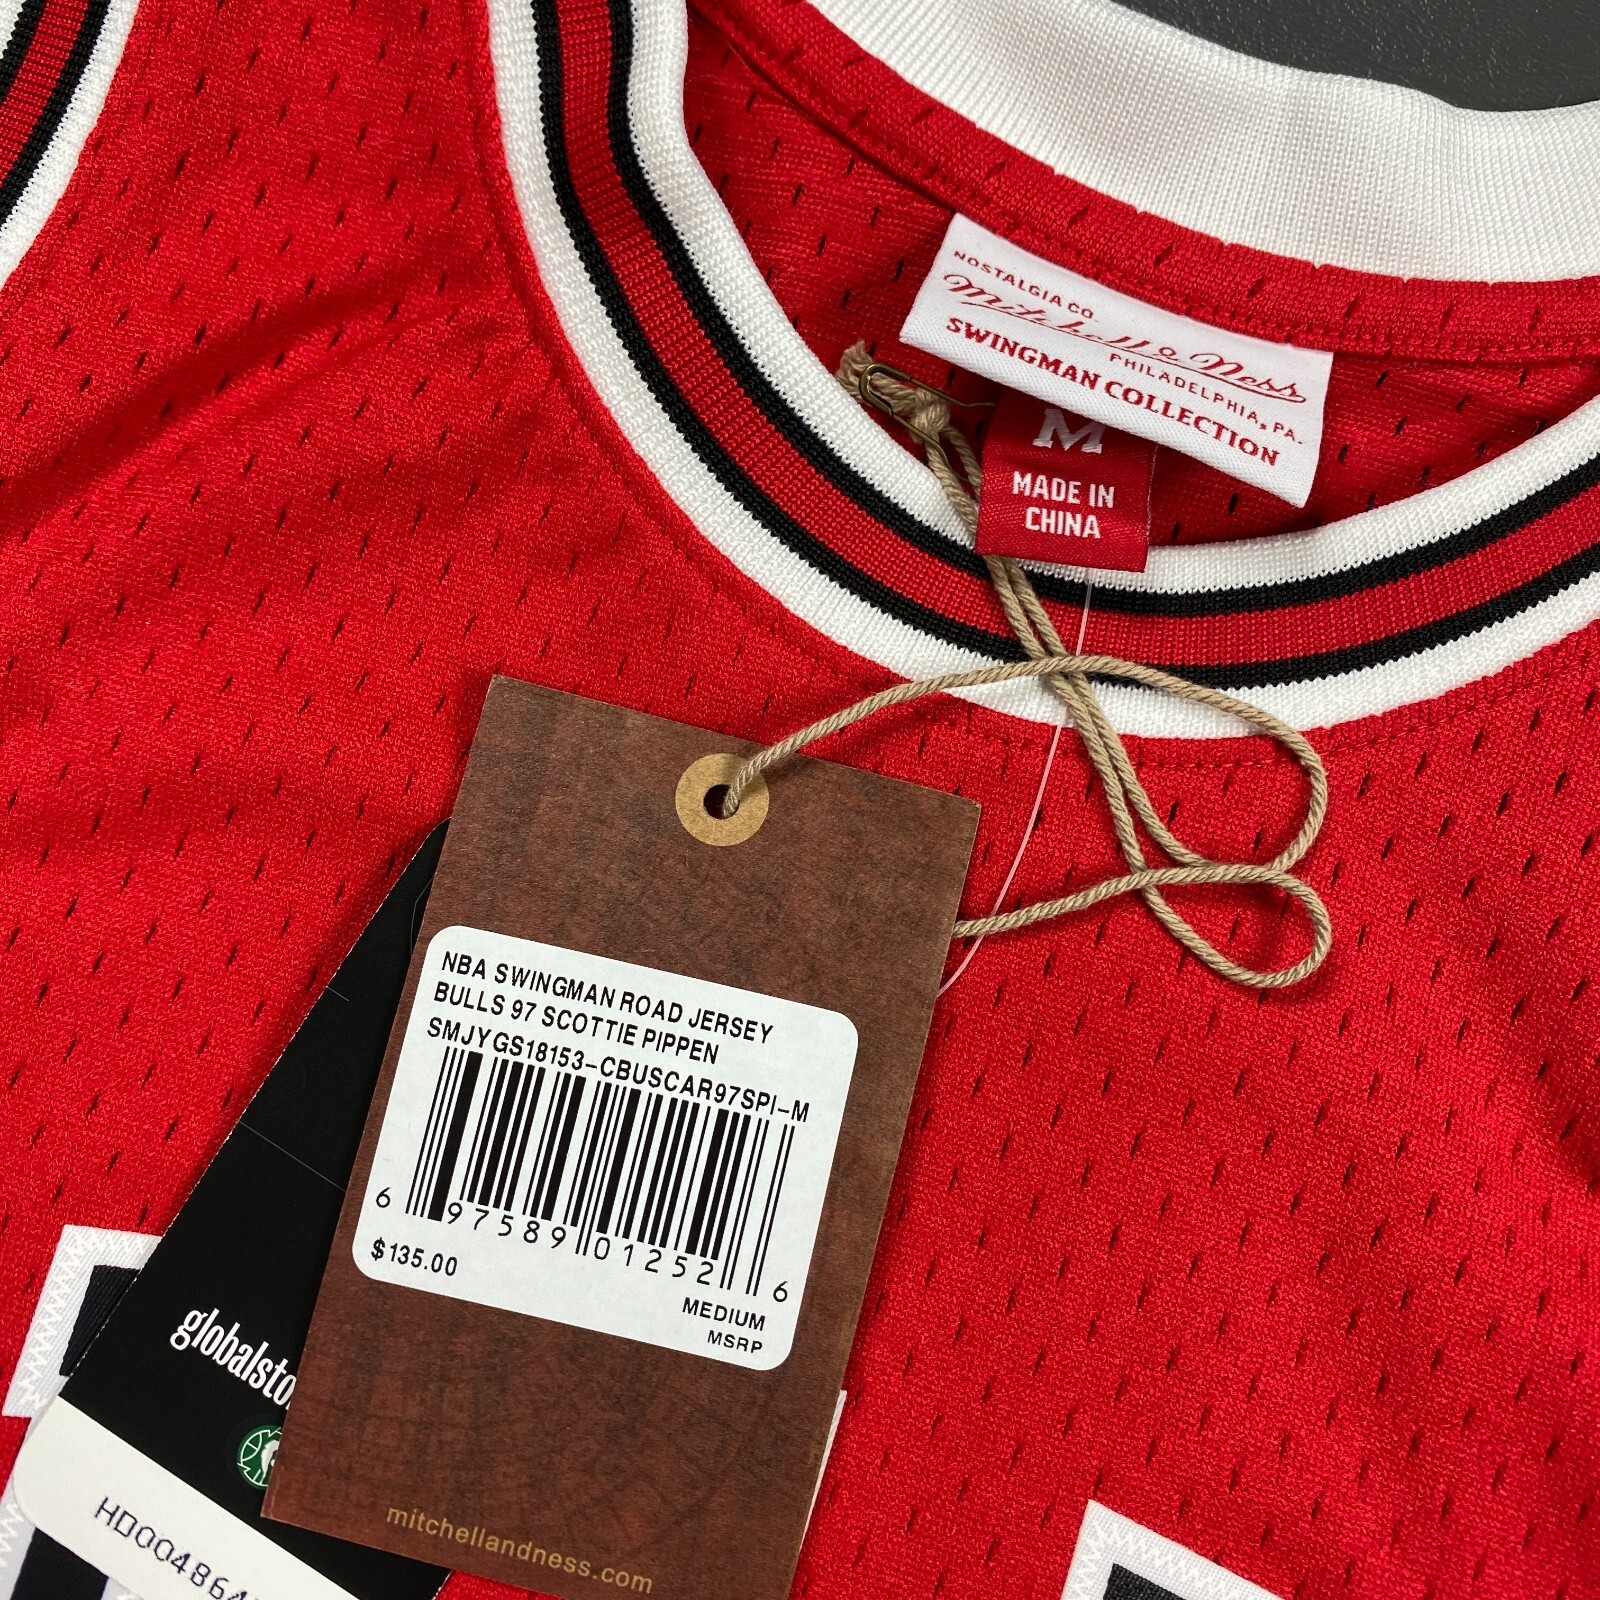 NOSTALGIA CO.
Mitchell & Ness
PHILADELPHIA, PA.
SWINGMAN COLLECTION
M
MADE IN
CHINA
NBA SWINGMAN ROAD JERSEY
BULLS 97 SCOTTIE PIPPEN
SMJYGS18153-CBUSCAR97SPI-M
6 97589 01252 6
$135.00
MEDIUM
MSRP
mitchellandness.com